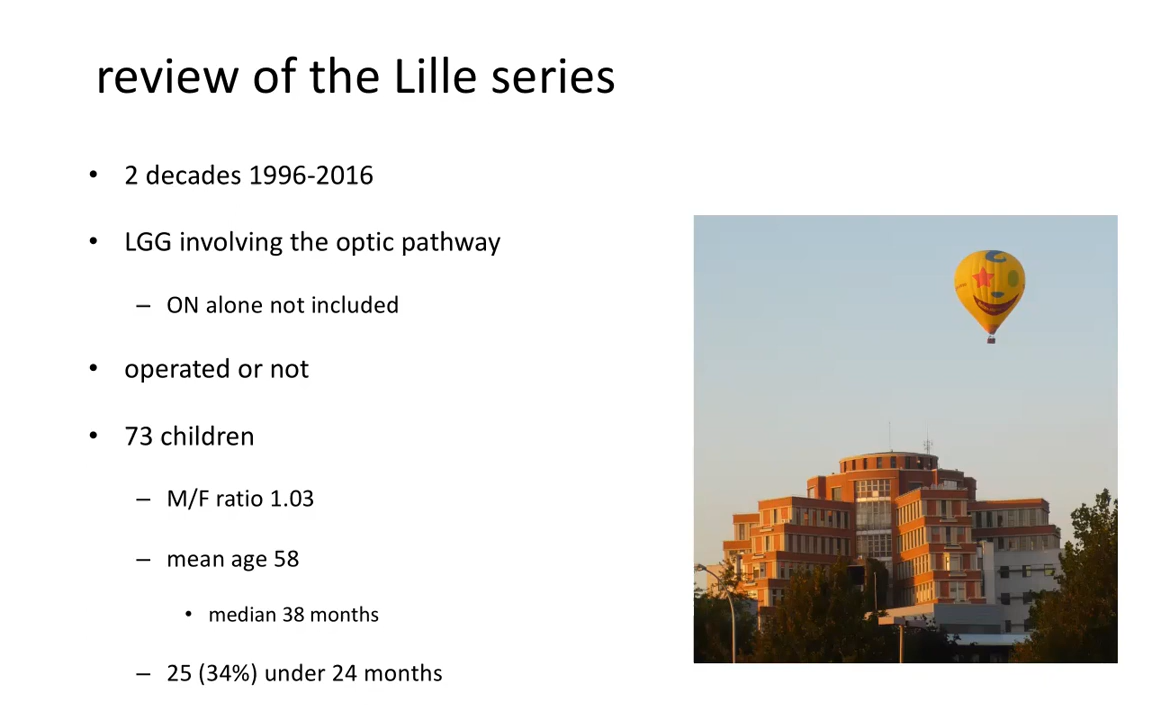 review of the Lille series
• 2 decades 1996-2016
• LGG involving the optic pathway
– ON alone not included
• operated or not
• 73 children
– M/F ratio 1.03
– mean age 58
• median 38 months
– 25 (34%) under 24 months